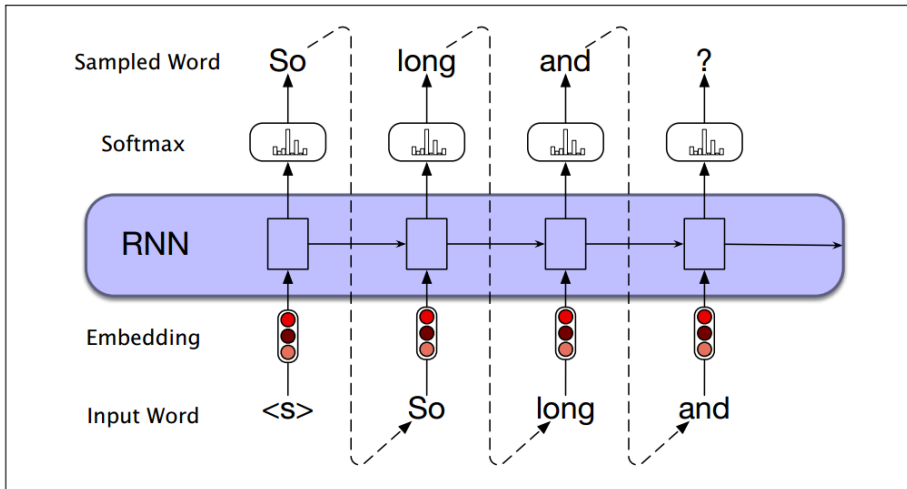 Sampled Word So long and ?
Softmax
RNN
Embedding
Input Word <s> So long and